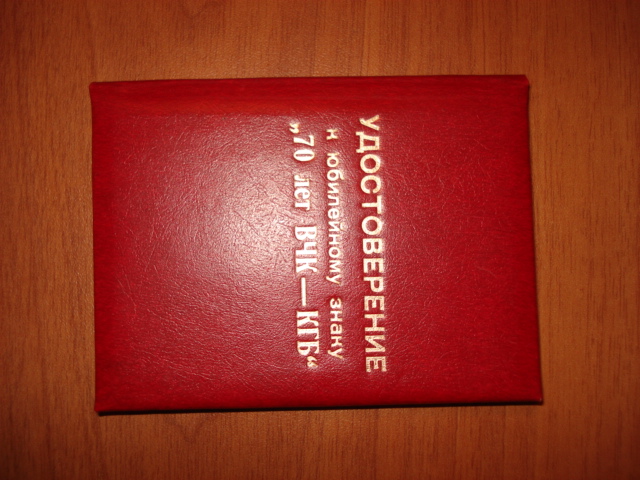 УДОСТОВЕРЕНИЕ
к юбилейному знаку
„70 лет ВЧК—КГБ“